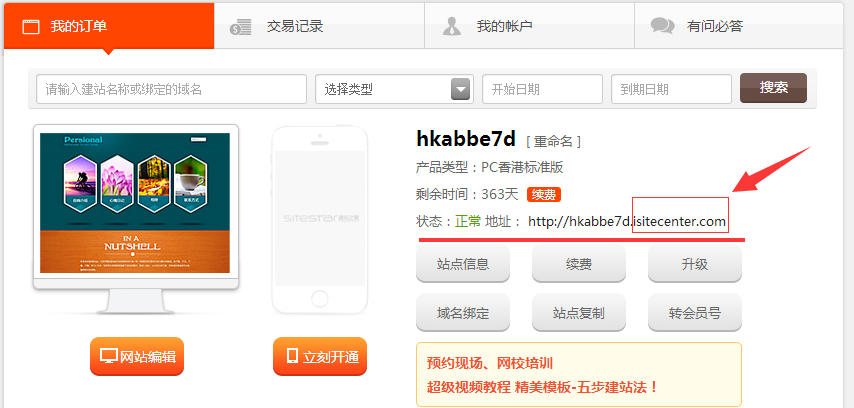 我的订单
交易记录
我的帐户
有问必答
请输入建站名称或绑定的域名
选择类型
开始日期
到期日期
搜索
Personal
IN A
NUTSHELL
SITESTAR
网站编辑
立刻开通
hkabbe7d [ 重命名 ]
产品类型：PC香港标准版
剩余时间：363天 续费
状态：正常 地址： http://hkabbe7d.isitecenter.com
站点信息
续费
升级
域名绑定
站点复制
转会员号
预约现场、网校培训
超级视频教程 精美模板-五步建站法！